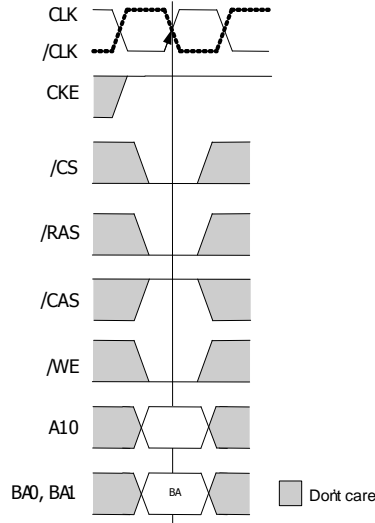 CLK
/CLK
CKE
/CS
/RAS
/CAS
/WE
A10
BA0, BA1 BA Don't care